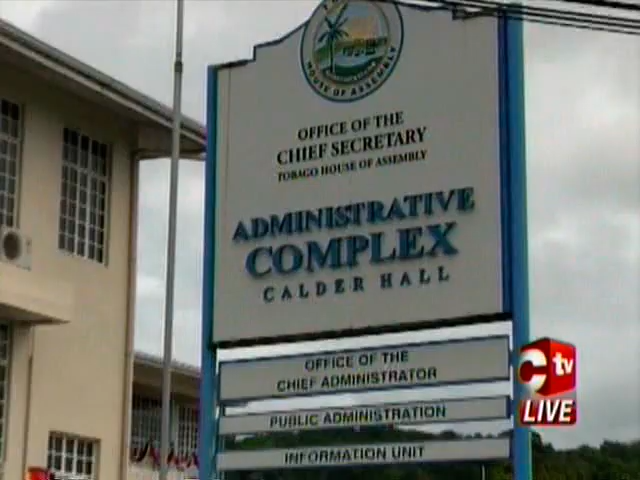 HOUSE OF ASSEMBLY
OFFICE OF THE
CHIEF SECRETARY
TOBAGO HOUSE OF ASSEMBLY
ADMINISTRATIVE
COMPLEX
CALDER HALL
OFFICE OF THE
CHIEF ADMINISTRATOR
PUBLIC ADMINISTRATION
INFORMATION UNIT
C tv
LIVE